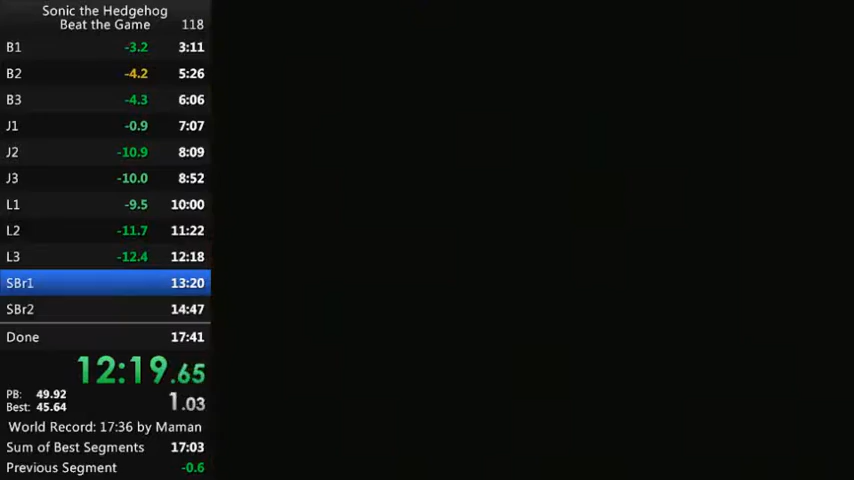 Sonic the Hedgehog
Beat the Game 118
B1 -3.2 3:11
B2 -4.2 5:26
B3 -4.3 6:06
J1 -0.9 7:07
J2 -10.9 8:09
J3 -10.0 8:52
L1 -9.5 10:00
L2 -11.7 11:22
L3 -12.4 12:18
SBr1 13:20
SBr2 14:47
Done 17:41
12:19.65
PB: 49.92
Best: 45.64
1.03
World Record: 17:36 by Maman
Sum of Best Segments 17:03
Previous Segment -0.6